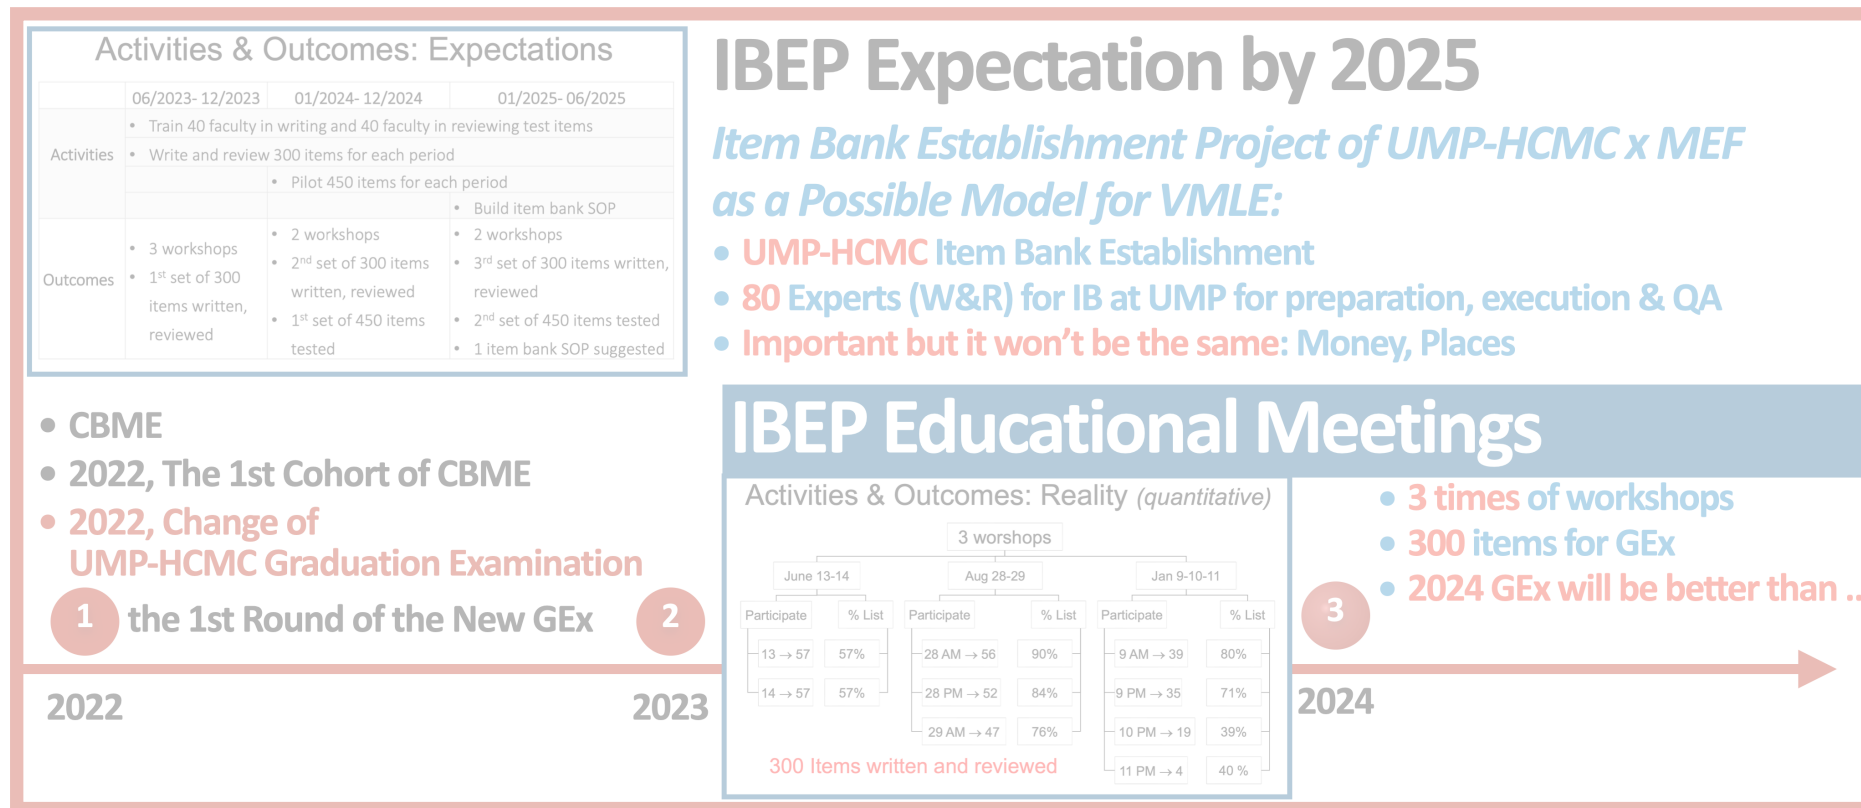 Activities & Outcomes: Expectations
06/2023- 12/2023 01/2024- 12/2024 01/2025- 06/2025
Activities
• Train 40 faculty in writing and 40 faculty in reviewing test items
• Write and review 300 items for each period
• Pilot 450 items for each period
• Build item bank SOP
Outcomes
• 3 workshops
• 1st set of 300
items written,
reviewed
• 2 workshops
• 2nd set of 300 items
written, reviewed
• 1st set of 450 items
tested
• 2 workshops
• 3rd set of 300 items written,
reviewed
• 2nd set of 450 items tested
• 1 item bank SOP suggested
IBEP Expectation by 2025
Item Bank Establishment Project of UMP-HCMC x MEF
as a Possible Model for VMLE:
• UMP-HCMC Item Bank Establishment
• 80 Experts (W&R) for IB at UMP for preparation, execution & QA
• Important but it won't be the same: Money, Places
• CBME
• 2022, The 1st Cohort of CBME
• 2022, Change of
UMP-HCMC Graduation Examination
1 the 1st Round of the New GEx
2
2022
2023
IBEP Educational Meetings
Activities & Outcomes: Reality (quantitative)
3 worshops
June 13-14 Aug 28-29 Jan 9-10-11
Participate % List Participate % List Participate % List
13 → 57 57% 28 AM → 56 90% 9 AM → 39 80%
14 → 57 57% 28 PM → 52 84% 9 PM → 35 71%
29 AM → 47 76% 10 PM → 19 39%
300 Items written and reviewed 11 PM → 4 40 %
• 3 times of workshops
• 300 items for GEx
• 2024 GEx will be better than ..
3
2024